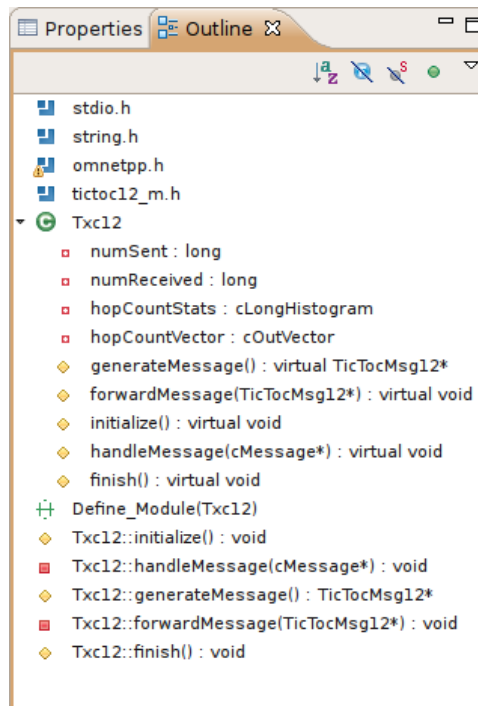 Properties Outline
stdio.h
string.h
omnetpp.h
tictoc12_m.h
Txc12
numSent : long
numReceived : long
hopCountStats : cLongHistogram
hopCountVector : cOutVector
generateMessage() : virtual TicTocMsg12*
forwardMessage(TicTocMsg12*) : virtual void
initialize() : virtual void
handleMessage(cMessage*) : virtual void
finish() : virtual void
Define_Module(Txc12)
Txc12::initialize() : void
Txc12::handleMessage(cMessage*) : void
Txc12::generateMessage() : TicTocMsg12*
Txc12::forwardMessage(TicTocMsg12*) : void
Txc12::finish() : void